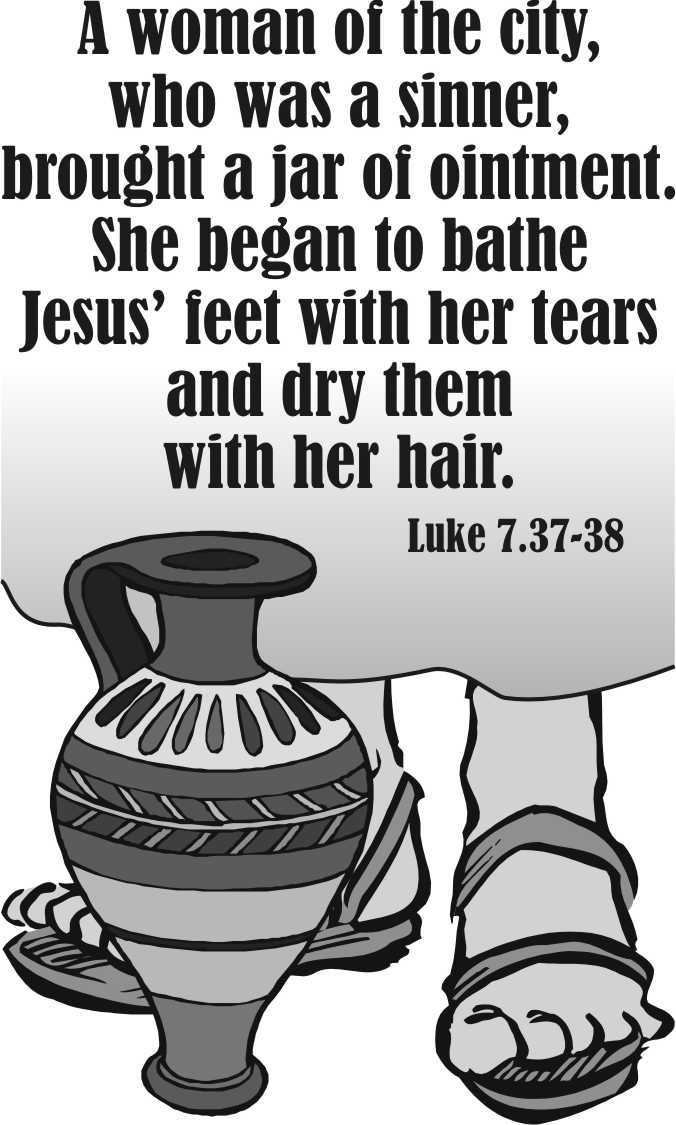 A woman of the city,
who was a sinner,
brought a jar of ointment.
She began to bathe
Jesus’ feet with her tears
and dry them
with her hair.
Luke 7.37-38